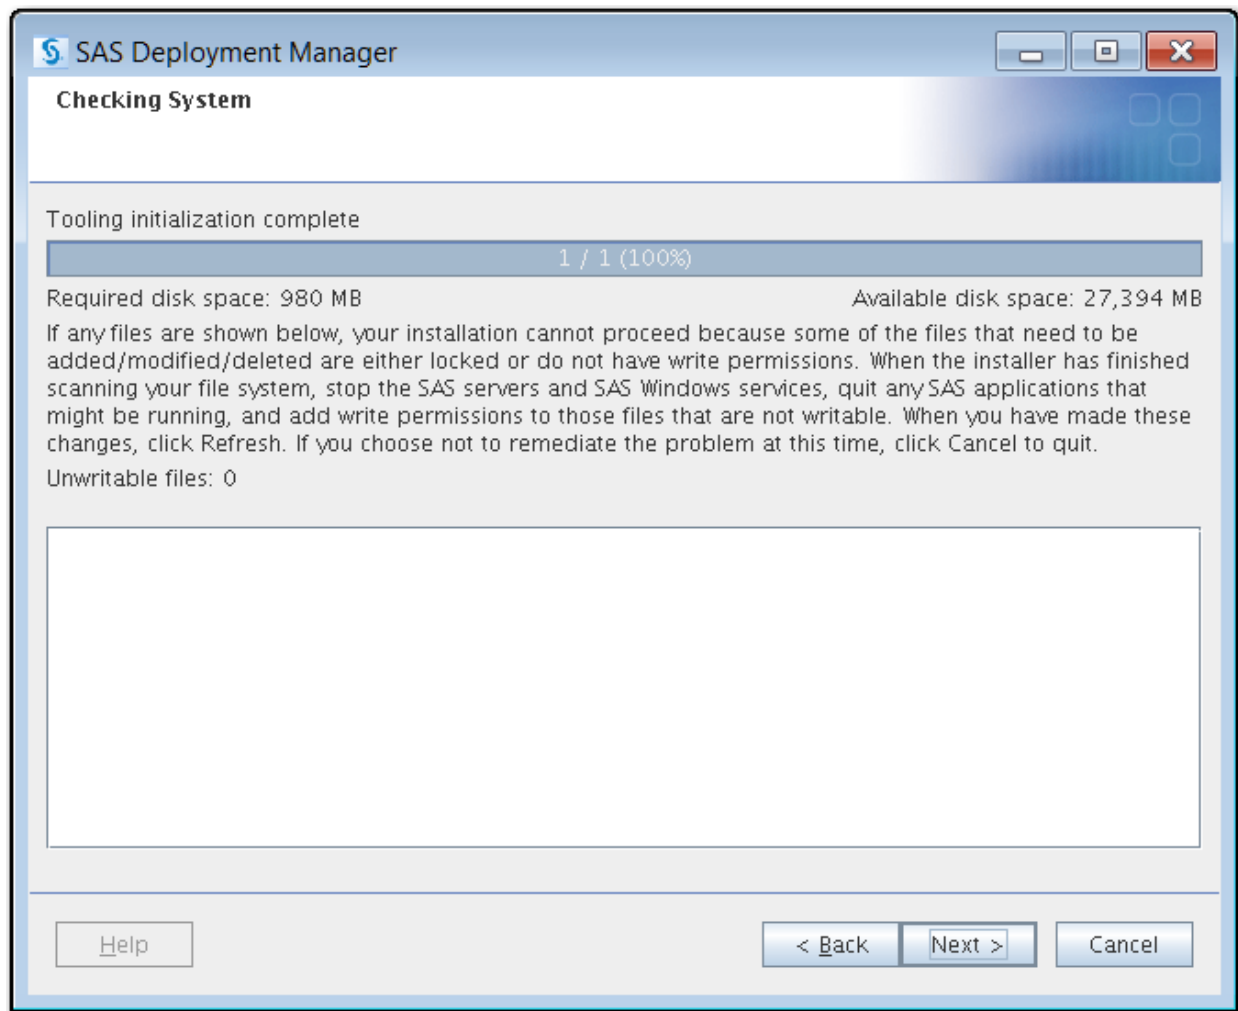 SAS Deployment Manager
Checking System
Tooling initialization complete
1 / 1 (100%)
Required disk space: 980 MB
Available disk space: 27,394 MB
If any files are shown below, your installation cannot proceed because some of the files that need to be
added/modified/deleted are either locked or do not have write permissions. When the installer has finished
scanning your file system, stop the SAS servers and SAS Windows services, quit any SAS applications that
might be running, and add write permissions to those files that are not writable. When you have made these
changes, click Refresh. If you choose not to remediate the problem at this time, click Cancel to quit.
Unwritable files: 0
Help
< Back
Next >
Cancel